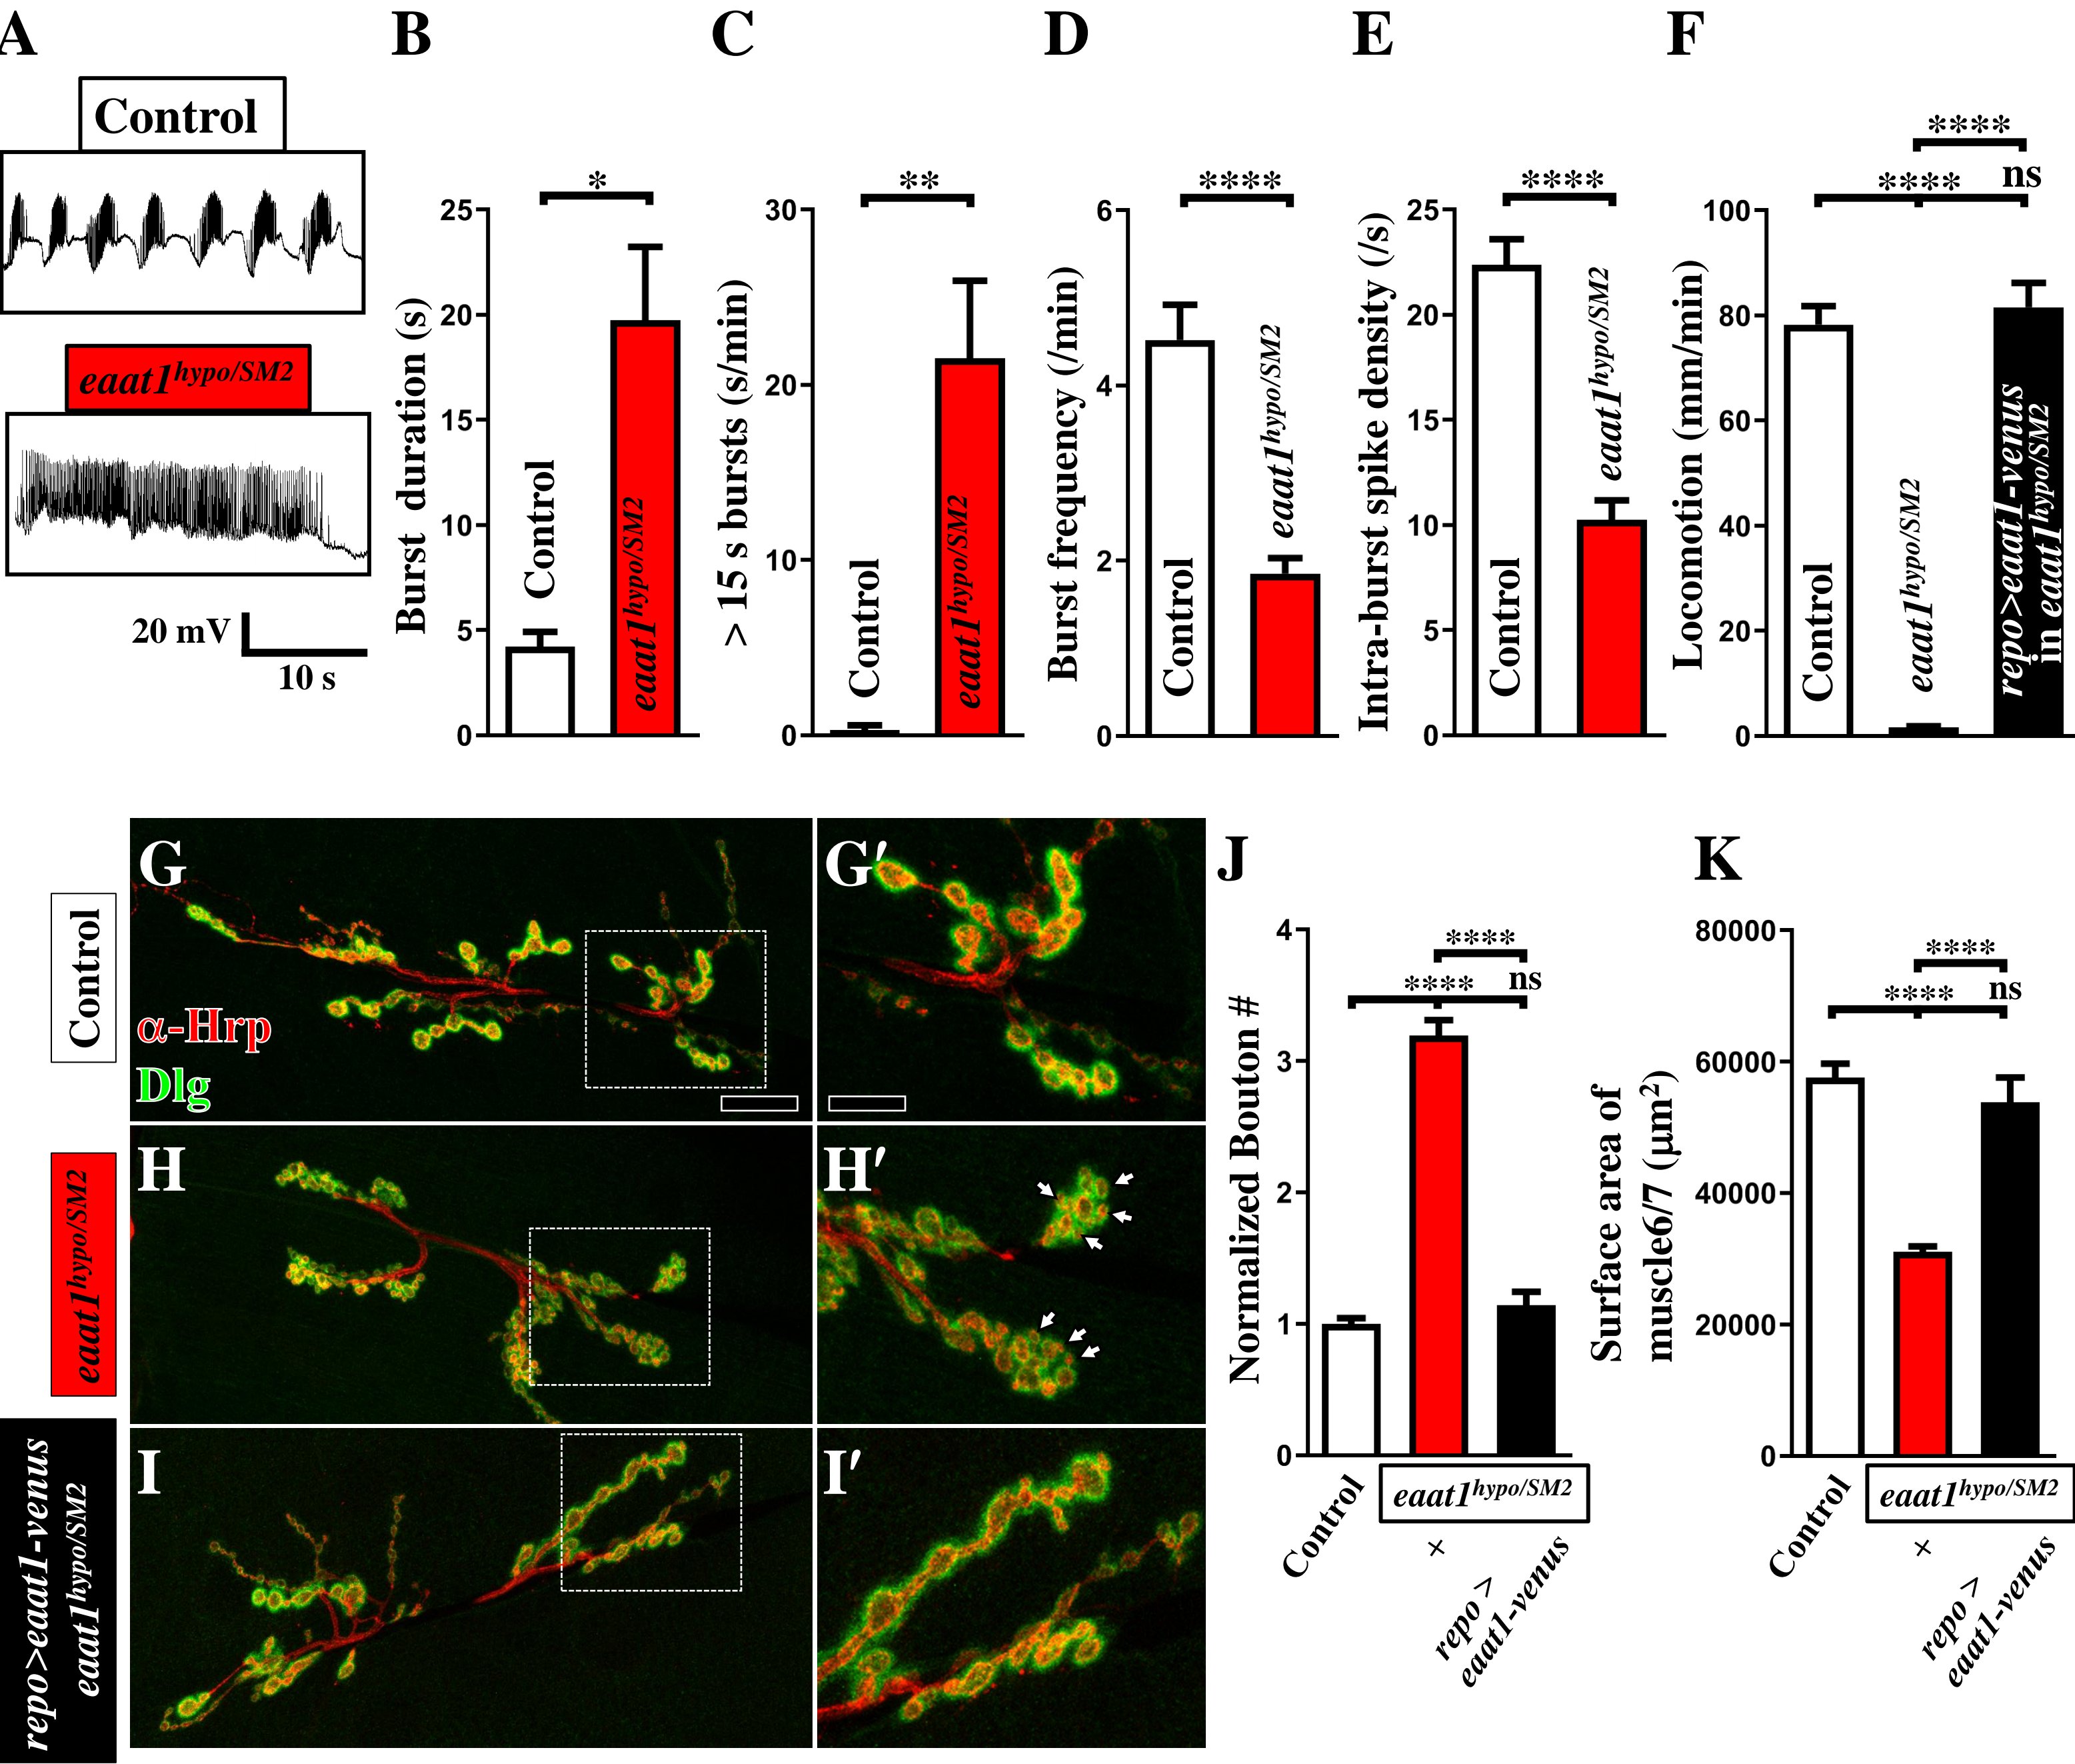 A
Control
eaat1hypo/SM2
20 mV
10 s
B
Burst duration (s)
25
20
15
10
5
0
*
Control
eaat1hypo/SM2
C
> 15 s bursts (s/min)
30
20
10
0
**
Control
eaat1hypo/SM2
D
Burst frequency (/min)
6
4
2
0
****
Control
eaat1hypo/SM2
E
Intra-burst spike density (/s)
25
20
15
10
5
0
****
Control
eaat1hypo/SM2
F
Locomotion (mm/min)
100
80
60
40
20
0
****
**** ns
Control
eaat1hypo/SM2
repo>eaat1-venus
in eaat1hypo/SM2
Control
G
α-Hrp
Dlg
G′
eaat1hypo/SM2
H
H′
repo>eaat1-venus
eaat1hypo/SM2
I
I′
J
Normalized Bouton #
4
3
2
1
0
****
**** ns
Control
eaat1hypo/SM2
+
repo >
eaat1-venus
K
Surface area of
muscle6/7 (μm2)
80000
60000
40000
20000
0
****
**** ns
Control
eaat1hypo/SM2
+
repo >
eaat1-venus